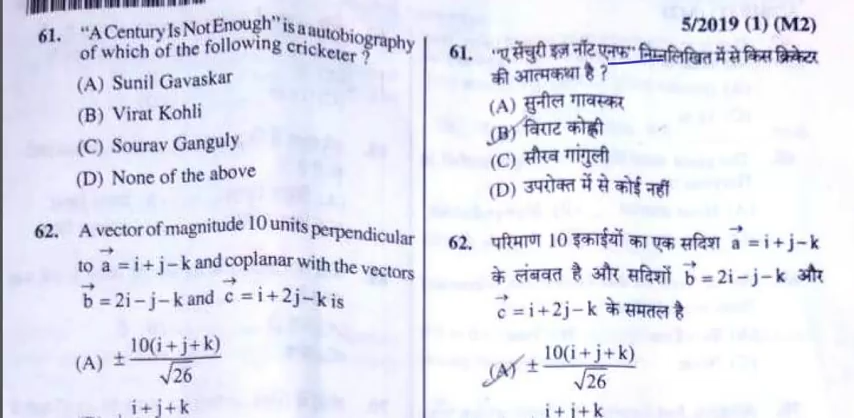 5/2019 (1) (M2)
61. "A Century Is Not Enough" is a autobiography
of which of the following cricketer ?
(A) Sunil Gavaskar
(B) Virat Kohli
(C) Sourav Ganguly
(D) None of the above
62. A vector of magnitude 10 units perpendicular
to a⃗ = i + j – k and coplanar with the vectors
b⃗ = 2i – j – k and c⃗ = i + 2j – k is
(A) ± 10(i + j + k)
√26
i + j + k
61. "ए सेंचुरी इज़ नॉट एनफ" निम्नलिखित में से किस क्रिकेटर
की आत्मकथा है ?
(A) सुनील गावस्कर
(B) विराट कोह्ली
(C) सौरव गांगुली
(D) उपरोक्त में से कोई नहीं
62. परिमाण 10 इकाईयों का एक सदिश a⃗ = i + j – k
के लंबवत है और सदिशों b⃗ = 2i – j – k और
c⃗ = i + 2j – k के समतल है
(A) ± 10(i + j + k)
√26
i + j + k